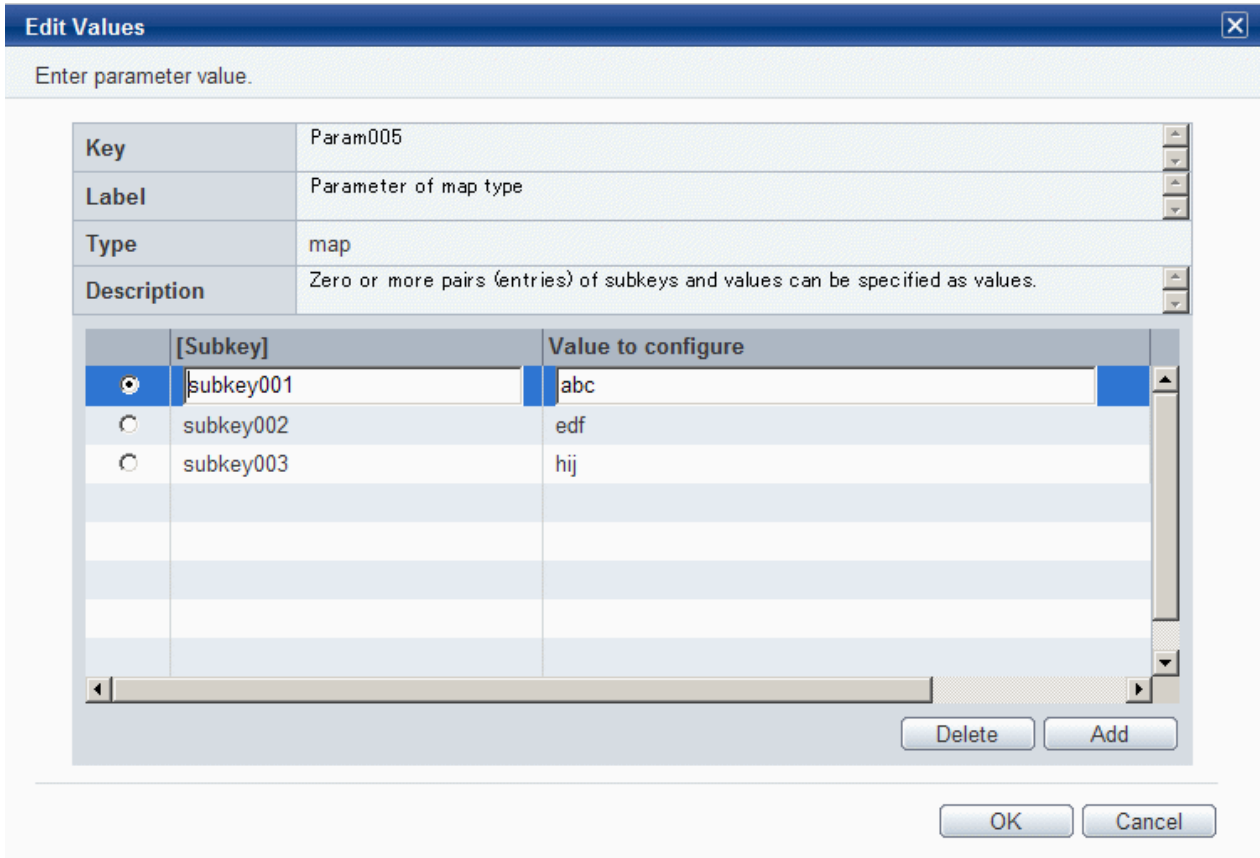 Edit Values
Enter parameter value.
Key Param005
Label Parameter of map type
Type map
Description Zero or more pairs (entries) of subkeys and values can be specified as values.
[Subkey] Value to configure
subkey001 abc
subkey002 edf
subkey003 hij
Delete Add
OK Cancel